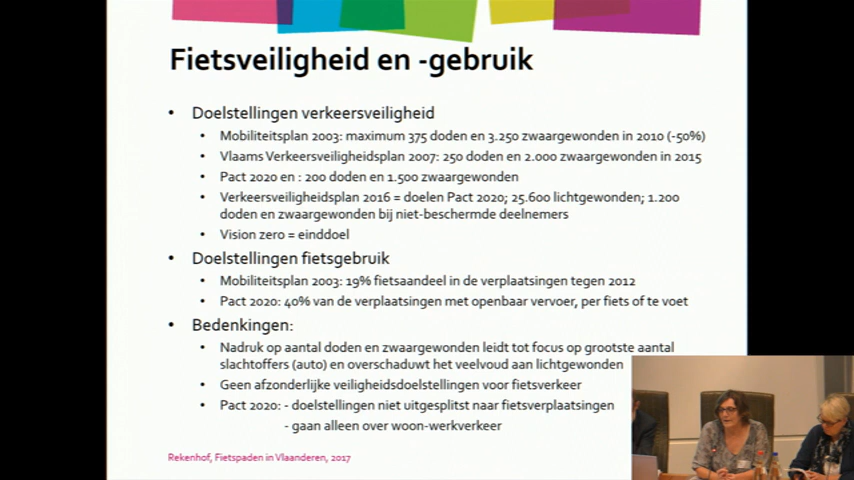 Fietsveiligheid en -gebruik
• Doelstellingen verkeersveiligheid
• Mobiliteitsplan 2003: maximum 375 doden en 3.250 zwaargewonden in 2010 (-50%)
• Vlaams Verkeersveiligheidsplan 2007: 250 doden en 2.000 zwaargewonden in 2015
• Pact 2020 en : 200 doden en 1.500 zwaargewonden
• Verkeersveiligheidsplan 2016 = doelen Pact 2020; 25.600 lichtgewonden; 1.200
doden en zwaargewonden bij niet-beschermde deelnemers
• Vision zero = einddoel
• Doelstellingen fietsgebruik
• Mobiliteitsplan 2003: 19% fietsaandeel in de verplaatsingen tegen 2012
• Pact 2020: 40% van de verplaatsingen met openbaar vervoer, per fiets of te voet
• Bedenkingen:
• Nadruk op aantal doden en zwaargewonden leidt tot focus op grootste aantal
slachtoffers (auto) en overschaduwt het veelvoud aan lichtgewonden
• Geen afzonderlijke veiligheidsdoelstellingen voor fietsverkeer
• Pact 2020: - doelstellingen niet uitgesplitst naar fietsverplaatsingen
- gaan alleen over woon-werkverkeer
Rekenhof, Fietspaden in Vlaanderen, 2017